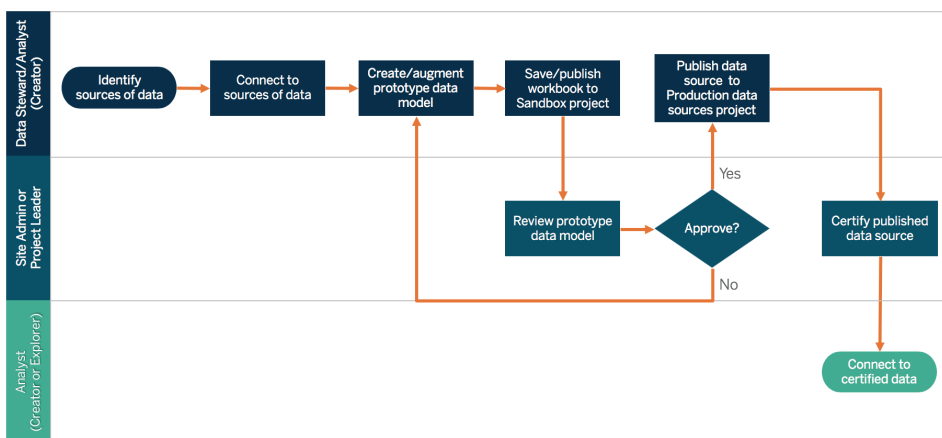 Data Steward/Analyst
(Creator)
Identify
sources of data
Connect to
sources of data
Create/augment
prototype data
model
Save/publish
workbook to
Sandbox project
Publish data
source to
Production data
sources project
Site Admin or
Project Leader
Review prototype
data model
Approve?
Yes
No
Certify published
data source
Analyst
(Creator or Explorer)
Connect to
certified data